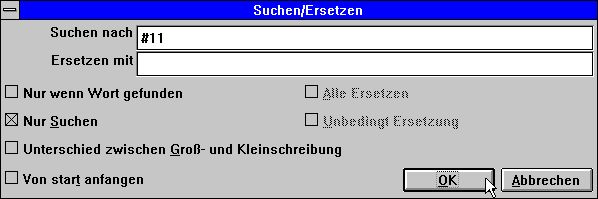 Suchen/Ersetzen
Suchen nach #11
Ersetzen mit
Nur wenn Wort gefunden
Alle Ersetzen
Nur Suchen
Unbedingt Ersetzung
Unterschied zwischen Groß- und Kleinschreibung
Von start anfangen
OK
Abbrechen